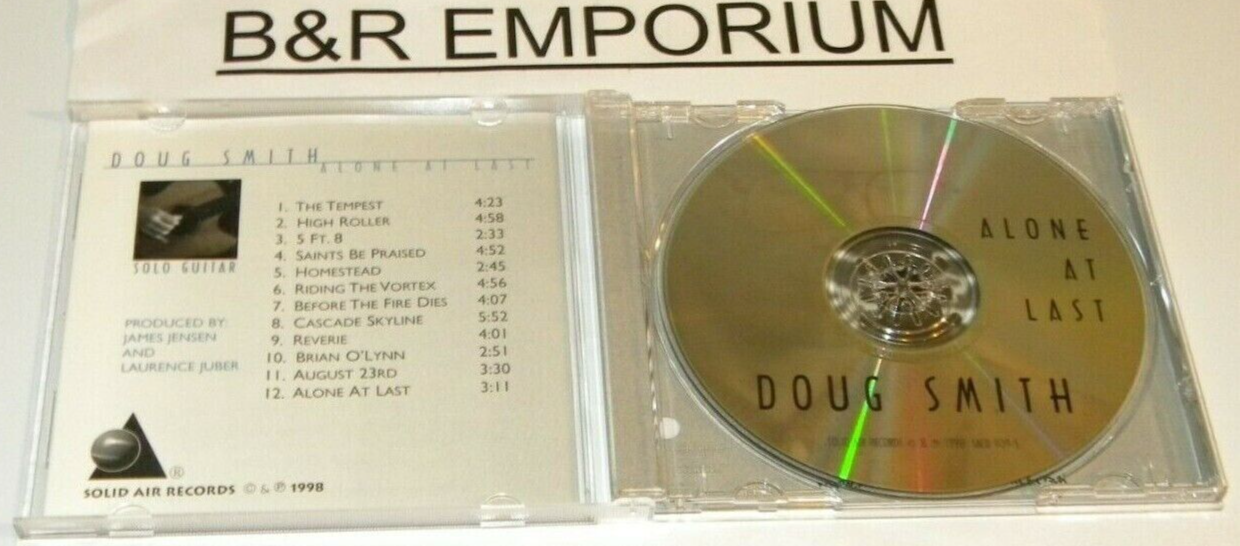 B&R EMPORIUM
DOUG SMITH
ALONE AT LAST
SOLO GUITAR
1. THE TEMPEST 4:23
2. HIGH ROLLER 4:58
3. 5 FT. 8 2:33
4. SAINTS BE PRAISED 4:52
5. HOMESTEAD 2:45
6. RIDING THE VORTEX 4:56
7. BEFORE THE FIRE DIES 4:07
8. CASCADE SKYLINE 5:52
9. REVERIE 4:01
10. BRIAN O'LYNN 2:51
11. AUGUST 23RD 3:30
12. ALONE AT LAST 3:11
PRODUCED BY:
JAMES JENSEN
AND
LAURENCE JUBER
®
SOLID AIR RECORDS © & ℗ 1998
ALONE
AT
LAST
DOUG SMITH
SOLID AIR RECORDS © & ℗ 1998